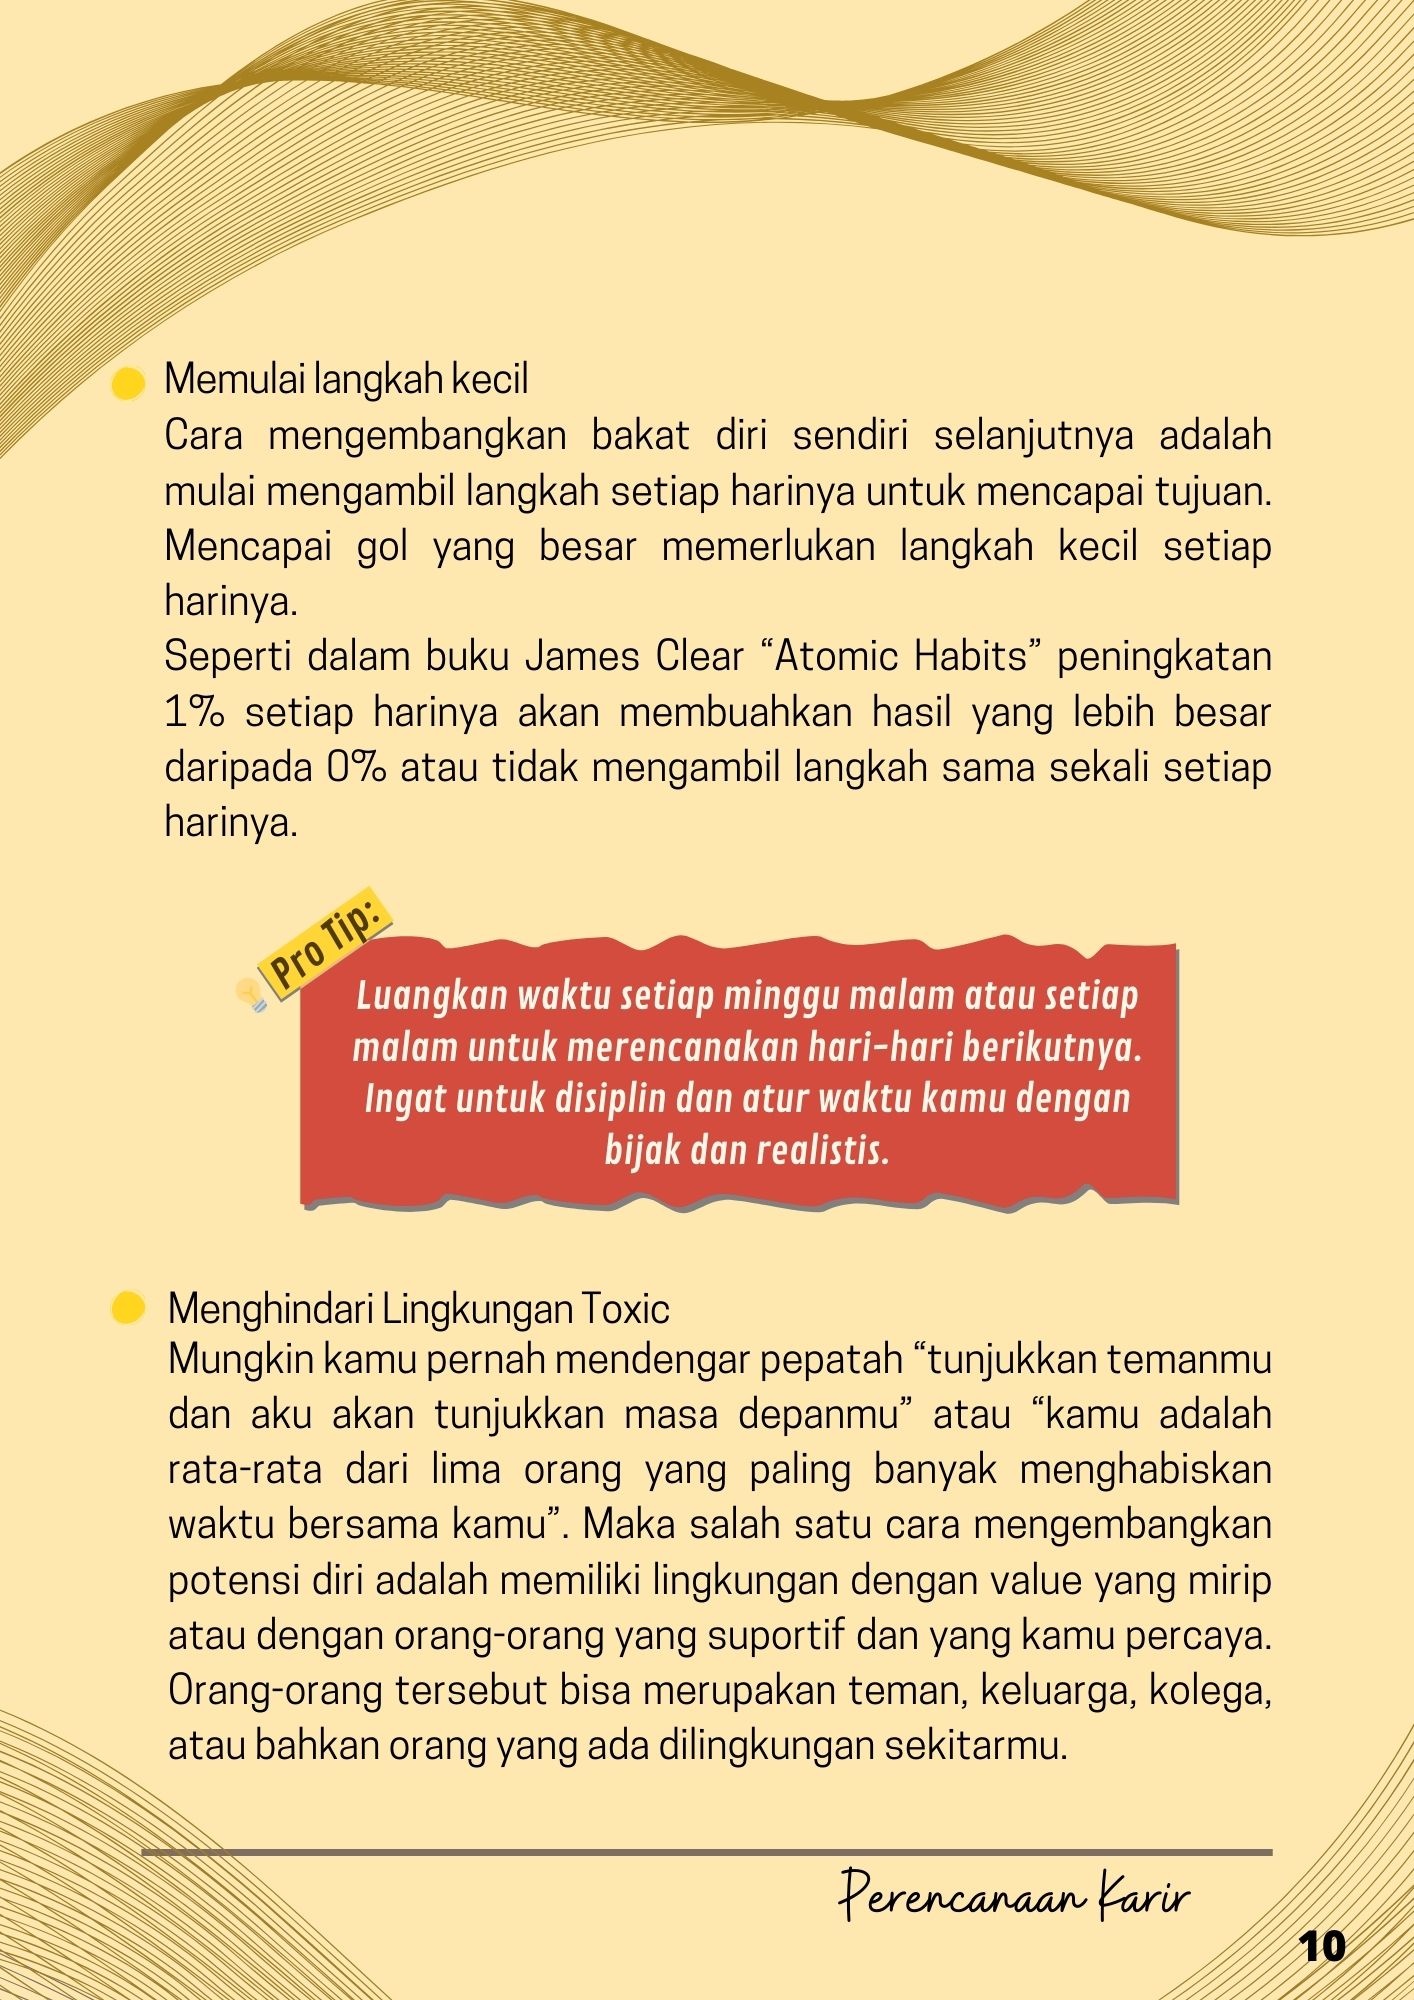 Memulai langkah kecil
Cara mengembangkan bakat diri sendiri selanjutnya adalah
mulai mengambil langkah setiap harinya untuk mencapai tujuan.
Mencapai gol yang besar memerlukan langkah kecil setiap
harinya.
Seperti dalam buku James Clear “Atomic Habits” peningkatan
1% setiap harinya akan membuahkan hasil yang lebih besar
daripada 0% atau tidak mengambil langkah sama sekali setiap
harinya.
Pro Tip:
Luangkan waktu setiap minggu malam atau setiap
malam untuk merencanakan hari-hari berikutnya.
Ingat untuk disiplin dan atur waktu kamu dengan
bijak dan realistis.
Menghindari Lingkungan Toxic
Mungkin kamu pernah mendengar pepatah “tunjukkan temanmu
dan aku akan tunjukkan masa depanmu” atau “kamu adalah
rata-rata dari lima orang yang paling banyak menghabiskan
waktu bersama kamu”. Maka salah satu cara mengembangkan
potensi diri adalah memiliki lingkungan dengan value yang mirip
atau dengan orang-orang yang suportif dan yang kamu percaya.
Orang-orang tersebut bisa merupakan teman, keluarga, kolega,
atau bahkan orang yang ada dilingkungan sekitarmu.
Perencanaan Karir
10